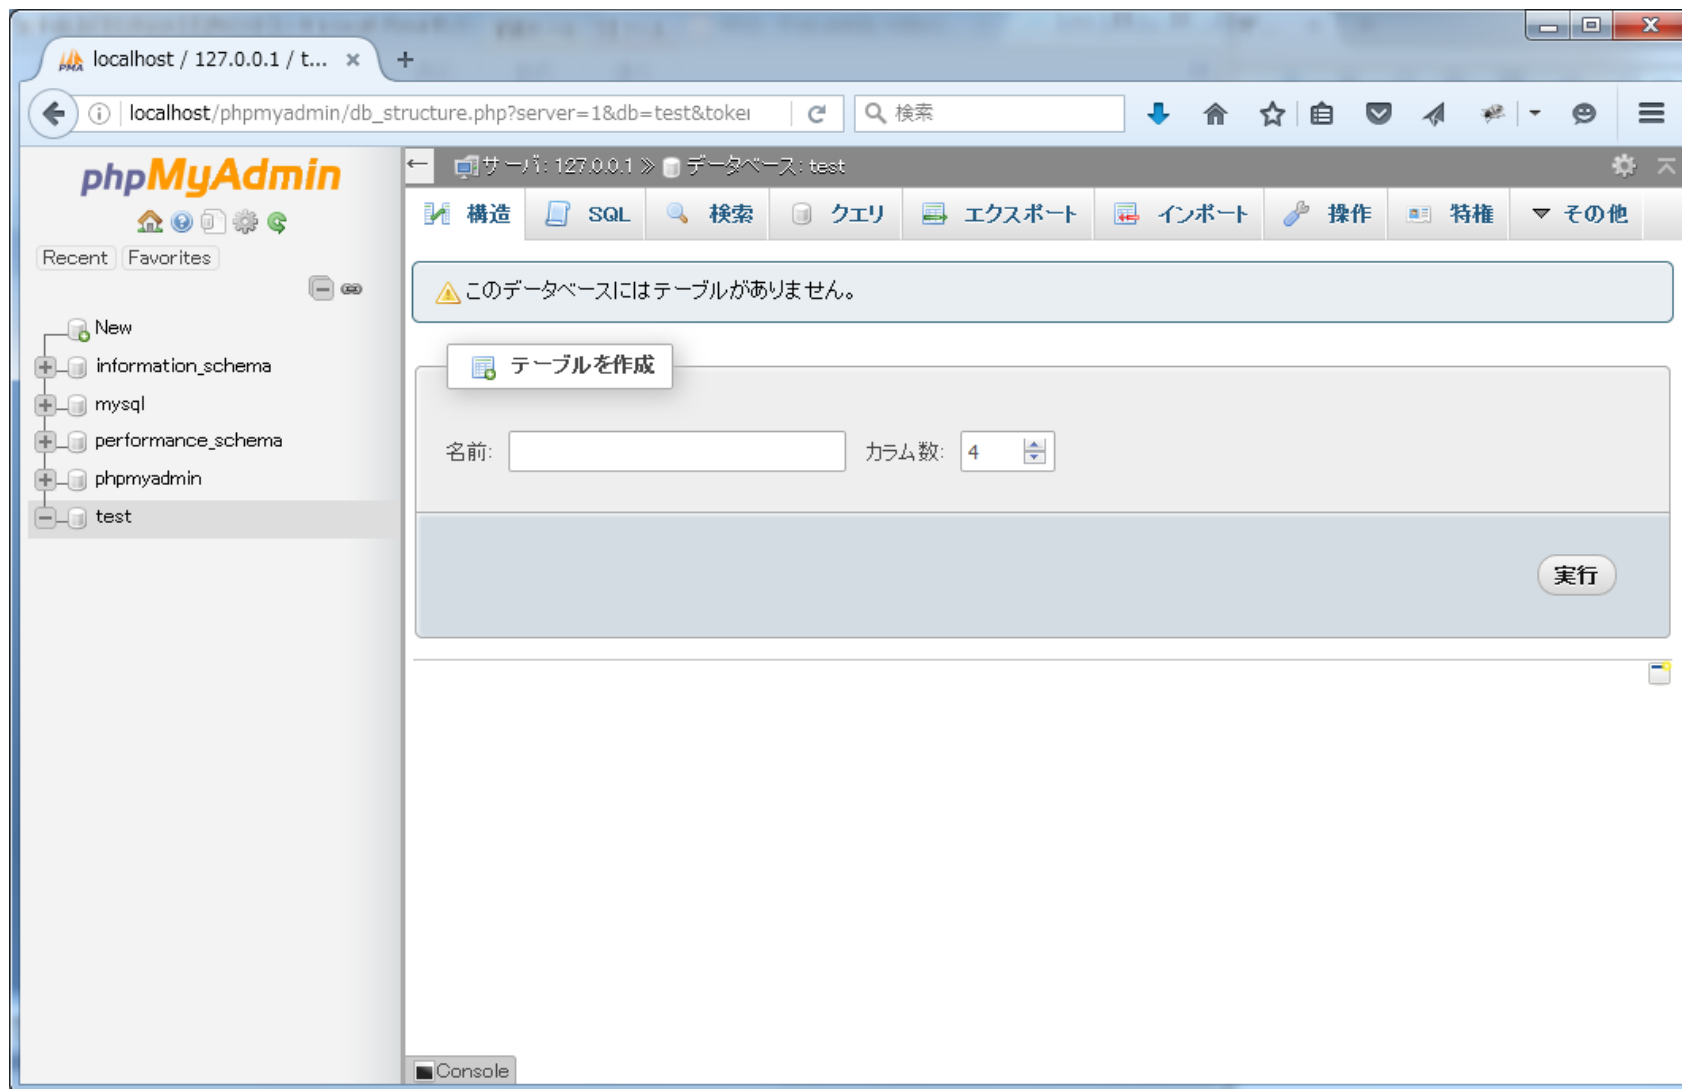 localhost / 127.0.0.1 / t...
localhost/phpmyadmin/db_structure.php?server=1&db=test&token
検索
phpMyAdmin
Recent
Favorites
New
information_schema
mysql
performance_schema
phpmyadmin
test
サーバ: 127.0.0.1 » データベース: test
構造
SQL
検索
クエリ
エクスポート
インポート
操作
特権
その他
このデータベースにはテーブルがありません。
テーブルを作成
名前:
カラム数: 4
実行
Console